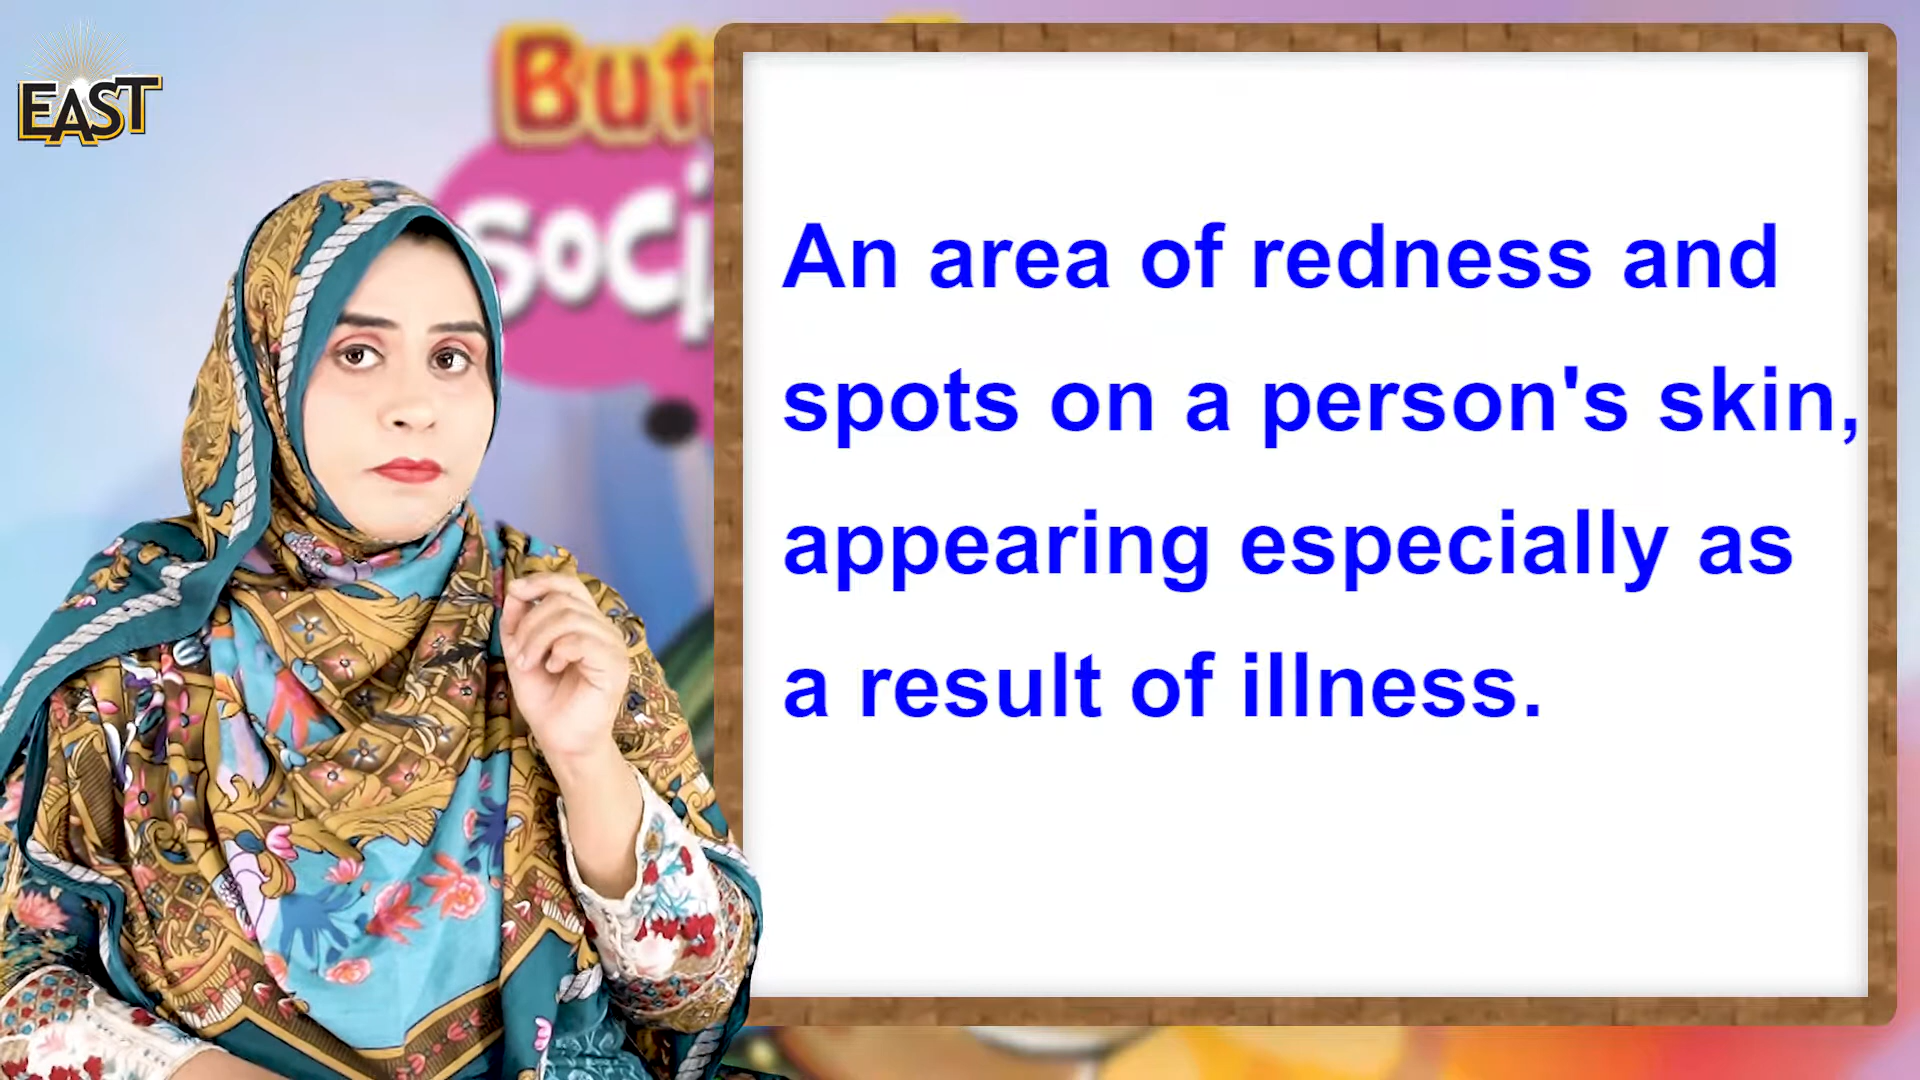 EAST
An area of redness and
spots on a person's skin,
appearing especially as
a result of illness.